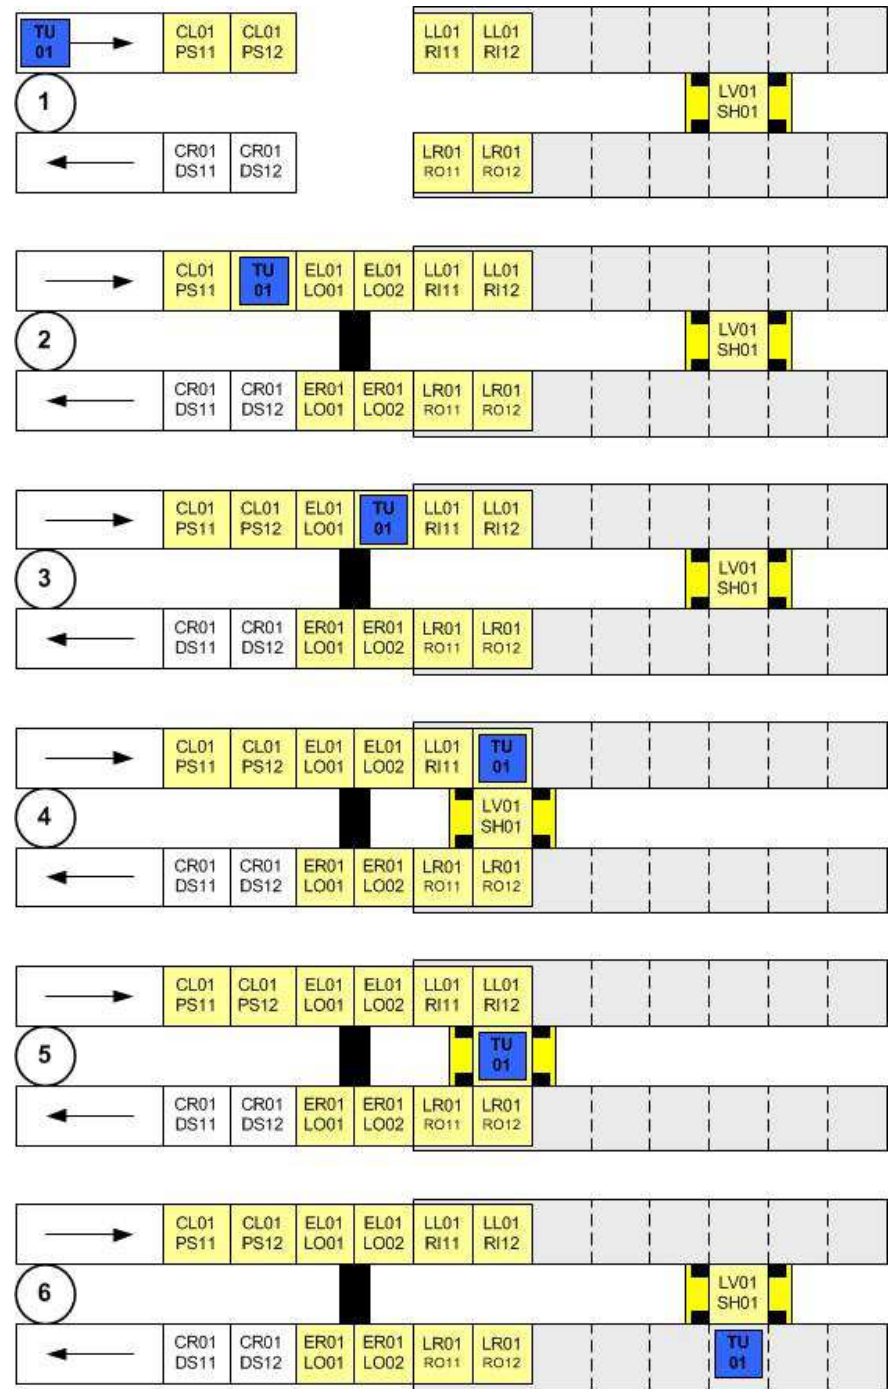 TU CL01 CL01 LL01 LL01
01 PS11 PS12 RI11 RI12
1
LV01
SH01
CR01 CR01 LR01 LR01
DS11 DS12 RO11 RO12
CL01 TU EL01 EL01 LL01 LL01
PS11 01 LO01 LO02 RI11 RI12
2
LV01
SH01
CR01 CR01 ER01 ER01 LR01 LR01
DS11 DS12 LO01 LO02 RO11 RO12
CL01 CL01 EL01 TU LL01 LL01
PS11 PS12 LO01 01 RI11 RI12
3
LV01
SH01
CR01 CR01 ER01 ER01 LR01 LR01
DS11 DS12 LO01 LO02 RO11 RO12
CL01 CL01 EL01 EL01 LL01 TU
PS11 PS12 LO01 LO02 RI11 01
4
LV01
SH01
CR01 CR01 ER01 ER01 LR01 LR01
DS11 DS12 LO01 LO02 RO11 RO12
CL01 CL01 EL01 EL01 LL01 LL01
PS11 PS12 LO01 LO02 RI11 RI12
5
TU
01
CR01 CR01 ER01 ER01 LR01 LR01
DS11 DS12 LO01 LO02 RO11 RO12
CL01 CL01 EL01 EL01 LL01 LL01
PS11 PS12 LO01 LO02 RI11 RI12
6
LV01
SH01
CR01 CR01 ER01 ER01 LR01 LR01 TU
DS11 DS12 LO01 LO02 RO11 RO12 01